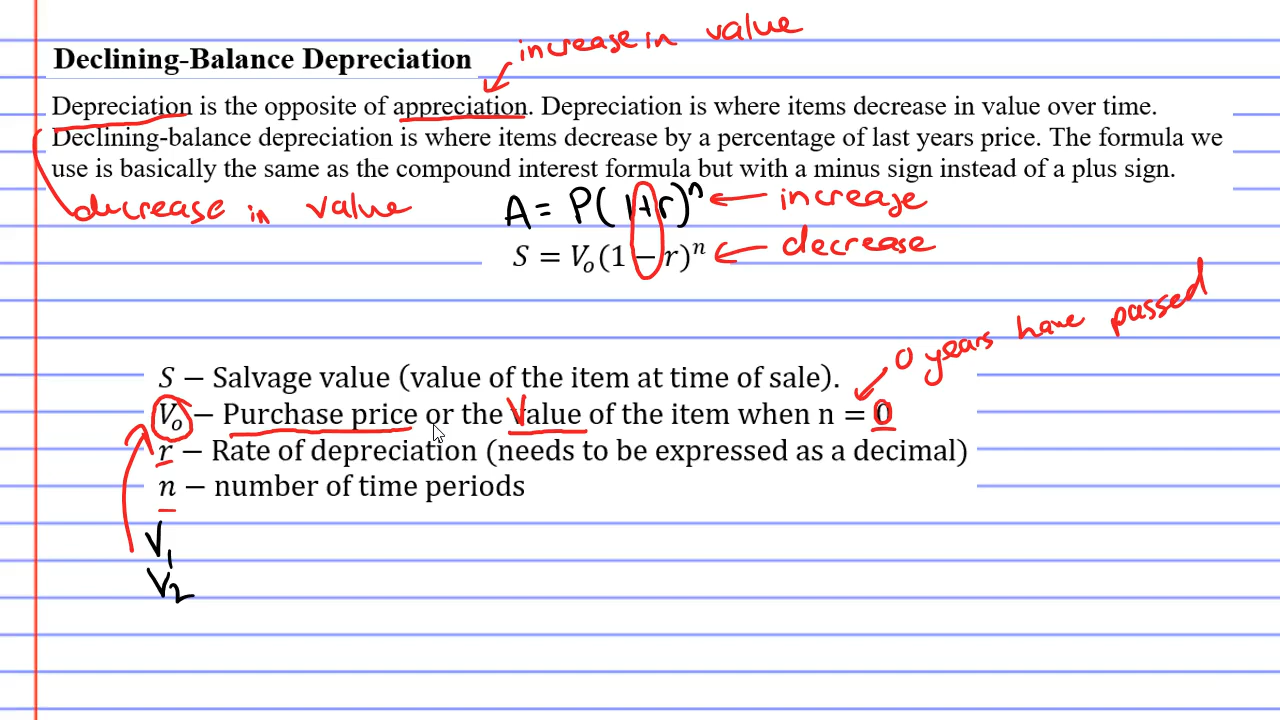 increase in value
Declining-Balance Depreciation
Depreciation is the opposite of appreciation. Depreciation is where items decrease in value over time.
Declining-balance depreciation is where items decrease by a percentage of last years price. The formula we
use is basically the same as the compound interest formula but with a minus sign instead of a plus sign.
decrease in value
A = P(1+r)^n ← increase
S = V₀(1 − r)^n ← decrease
0 years have passed
S − Salvage value (value of the item at time of sale).
V₀ − Purchase price or the Value of the item when n = 0
r − Rate of depreciation (needs to be expressed as a decimal)
n − number of time periods
V₁
V₂